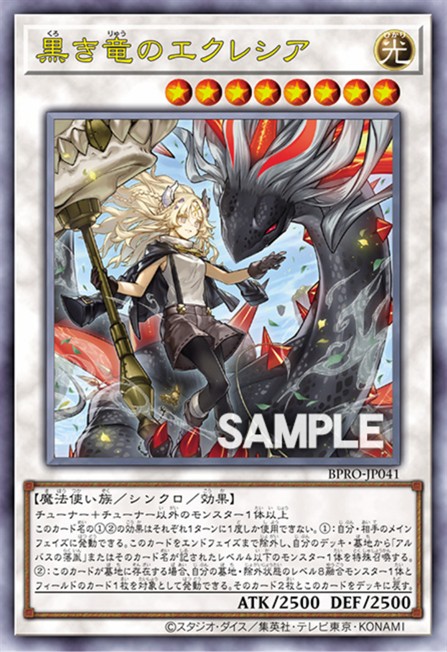 黒き竜のエクレシア
光
SAMPLE
BPRO-JP041
【魔法使い族／シンクロ／効果】
チューナー＋チューナー以外のモンスター1体以上
このカード名の①②の効果はそれぞれ1ターンに1度しか使用できない。①：自分・相手のメイン
フェイズに発動できる。このカードをエンドフェイズまで除外し、自分のデッキ・墓地から「アル
バスの落胤」またはそのカード名が記されたレベル4以下のモンスター1体を特殊召喚する。
②：このカードが墓地に存在する場合、自分の墓地・除外状態のレベル8融合モンスター1体と
フィールドのカード1枚を対象として発動できる。そのカード2枚とこのカードをデッキに戻す。
ATK/2500 DEF/2500
©スタジオ・ダイス／集英社・テレビ東京・KONAMI